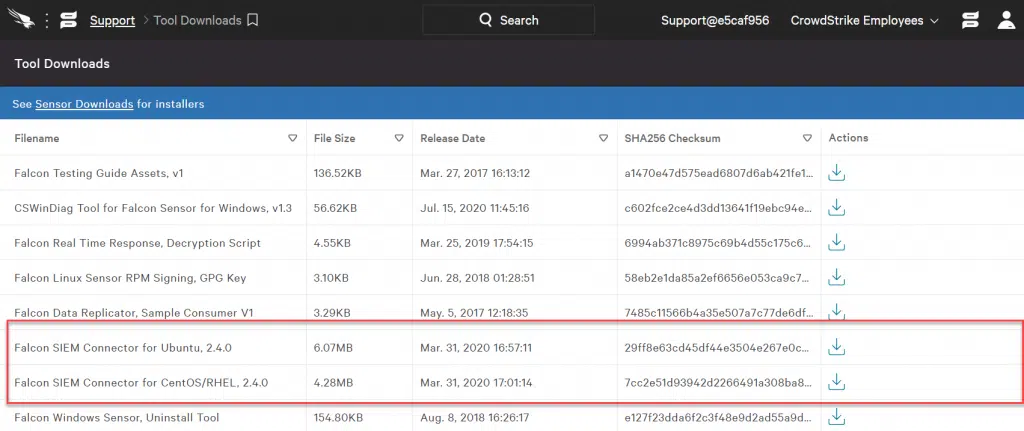 Support > Tool Downloads Search Support@e5caf956 CrowdStrike Employees
Tool Downloads
See Sensor Downloads for installers
Filename File Size Release Date SHA256 Checksum Actions
Falcon Testing Guide Assets, v1 136.52KB Mar. 27, 2017 16:13:12 a1470e47d575ead6807d6ab421fe1...
CSWinDiag Tool for Falcon Sensor for Windows, v1.3 56.62KB Jul. 15, 2020 11:45:16 c602fce2ce4d3dd13641f19ebc94e...
Falcon Real Time Response, Decryption Script 4.55KB Mar. 25, 2019 17:54:15 6994ab371c8975c69b4d55c175c6...
Falcon Linux Sensor RPM Signing, GPG Key 3.10KB Jun. 28, 2018 01:28:51 58eb2e1da85a2ef6656e053ca9c7...
Falcon Data Replicator, Sample Consumer V1 3.29KB May. 5, 2017 12:18:35 7485c11566b4a35e507a7c77de6df...
Falcon SIEM Connector for Ubuntu, 2.4.0 6.07MB Mar. 31, 2020 16:57:11 29ff8e63cd45df44e3504e267e0c...
Falcon SIEM Connector for CentOS/RHEL, 2.4.0 4.28MB Mar. 31, 2020 17:01:14 7cc2e51d93942d2266491a308ba8...
Falcon Windows Sensor, Uninstall Tool 154.80KB Aug. 8, 2018 16:26:17 e127f23dda6f2c3f48e9d2ad55a9d...